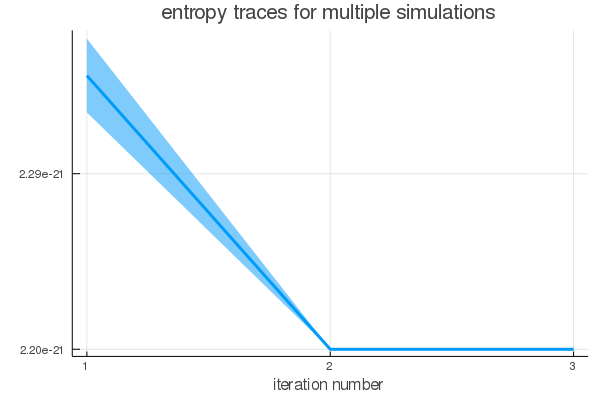 entropy traces for multiple simulations
2.29e-21
2.20e-21
1 2 3
iteration number